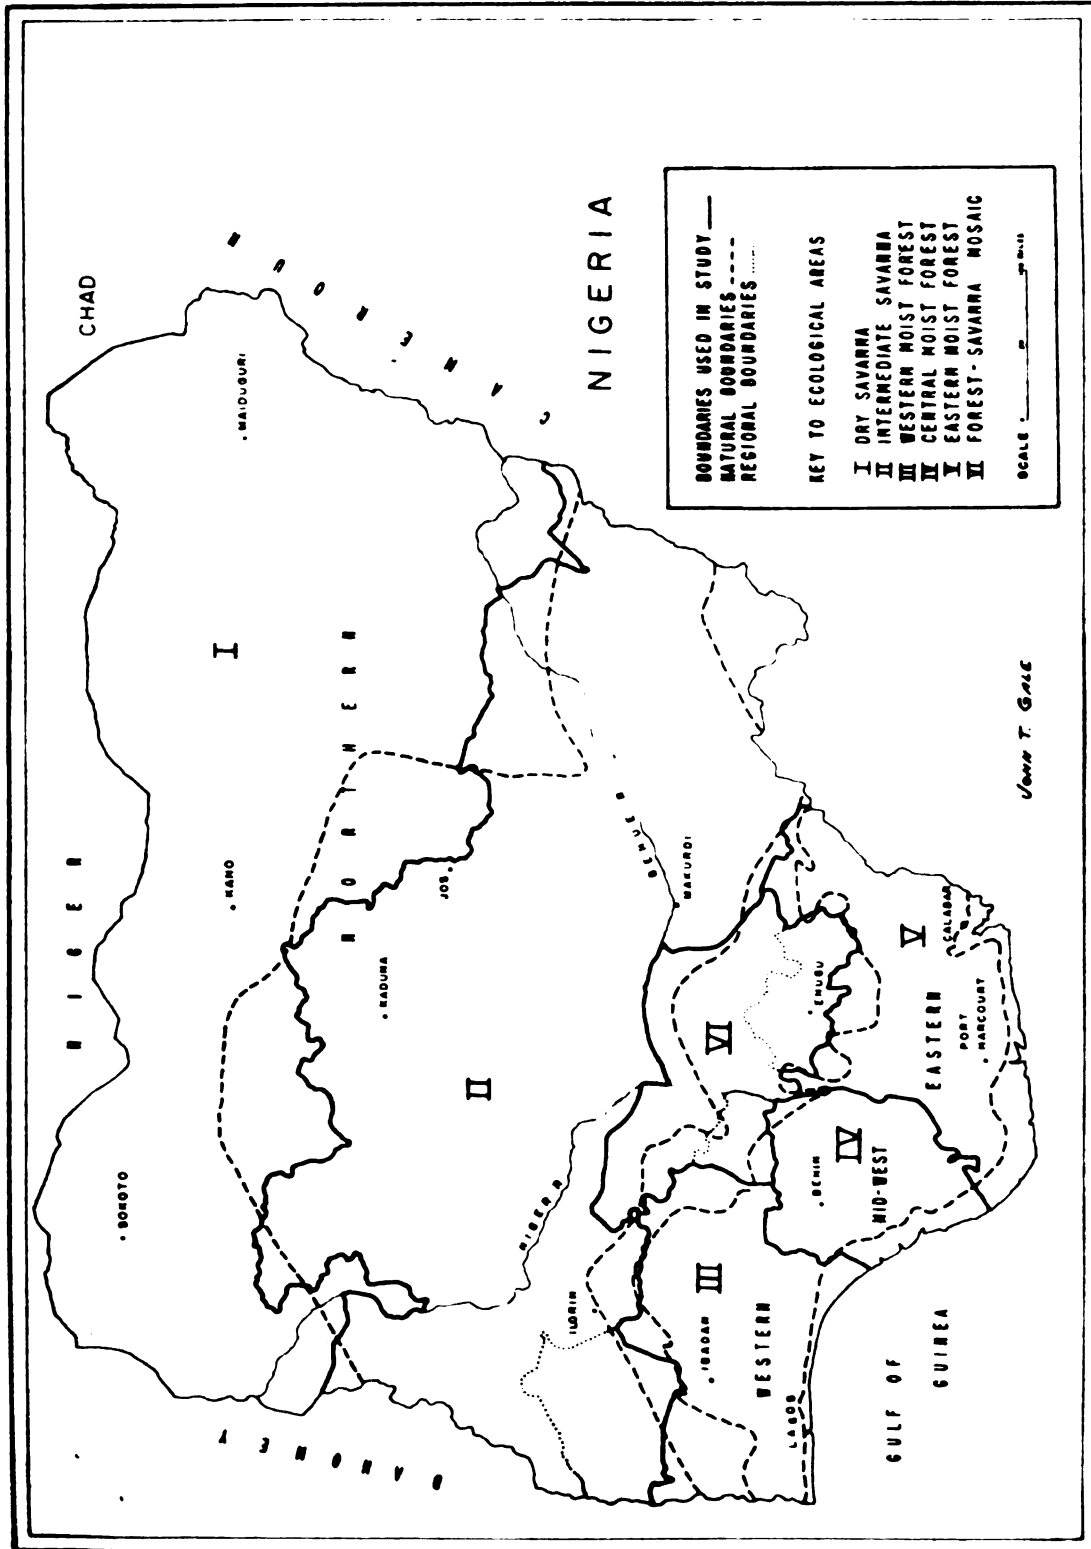 CHAD
NIGER
CAMEROUN
DAHOMEY
NIGERIA
SOKOTO
KANO
MAIDUGURI
I
NORTHERN
KADUNA
JOS
II
NIGER R
BENUE R
MAKURDI
ILORIN
VI
ENUGU
III
IBADAN
WESTERN
LAGOS
IV
BENIN
MID-WEST
V
EASTERN
CALABAR
PORT
HARCOURT
GULF OF
GUINEA
BOUNDARIES USED IN STUDY
NATURAL BOUNDARIES
REGIONAL BOUNDARIES
KEY TO ECOLOGICAL AREAS
I DRY SAVANNA
II INTERMEDIATE SAVANNA
III WESTERN MOIST FOREST
IV CENTRAL MOIST FOREST
V EASTERN MOIST FOREST
VI FOREST-SAVANNA MOSAIC
SCALE
JOHN T. GALE